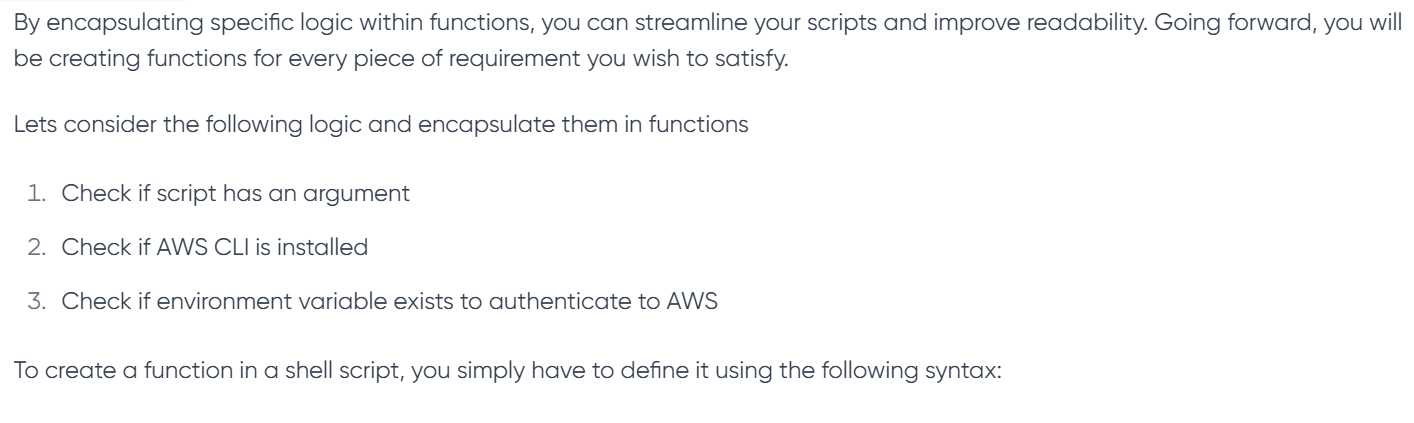 By encapsulating specific logic within functions, you can streamline your scripts and improve readability. Going forward, you will
be creating functions for every piece of requirement you wish to satisfy.
Lets consider the following logic and encapsulate them in functions
1. Check if script has an argument
2. Check if AWS CLI is installed
3. Check if environment variable exists to authenticate to AWS
To create a function in a shell script, you simply have to define it using the following syntax: